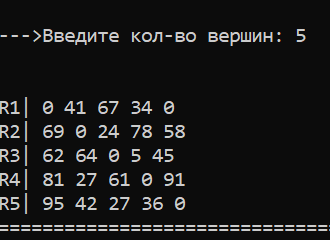 --->Введите кол-во вершин: 5
R1| 0 41 67 34 0
R2| 69 0 24 78 58
R3| 62 64 0 5 45
R4| 81 27 61 0 91
R5| 95 42 27 36 0
==============================